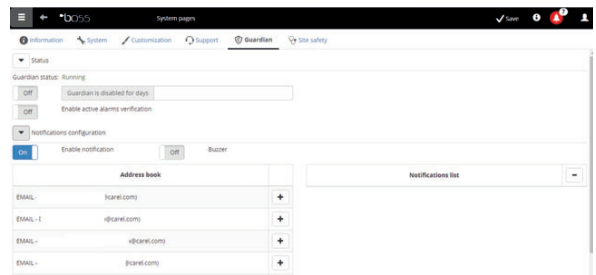 boss
System pages
Save
7
Information
System
Customization
Support
Guardian
Site safety
Status
Guardian status: Running
Off
Guardian is disabled for days
Off
Enable active alarms verification
Notifications configuration
On
Enable notification
Off
Buzzer
Address book
Notifications list
EMAIL -
carel.com)
EMAIL -
@carel.com)
EMAIL -
@carel.com)
EMAIL -
@carel.com)